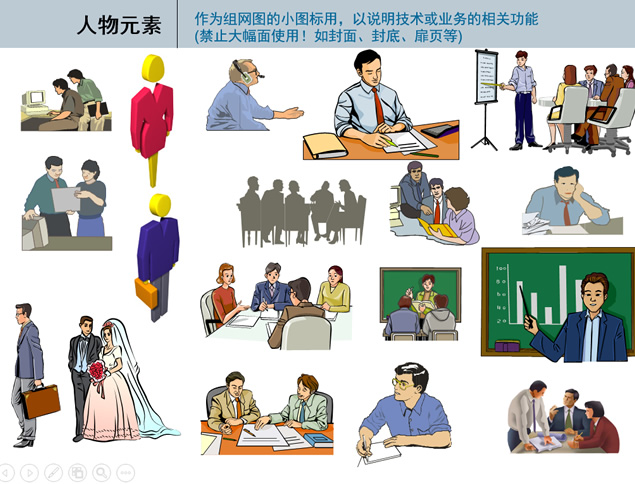 人物元素
作为组网图的小图标用，以说明技术或业务的相关功能
(禁止大幅面使用！如封面、封底、扉页等)